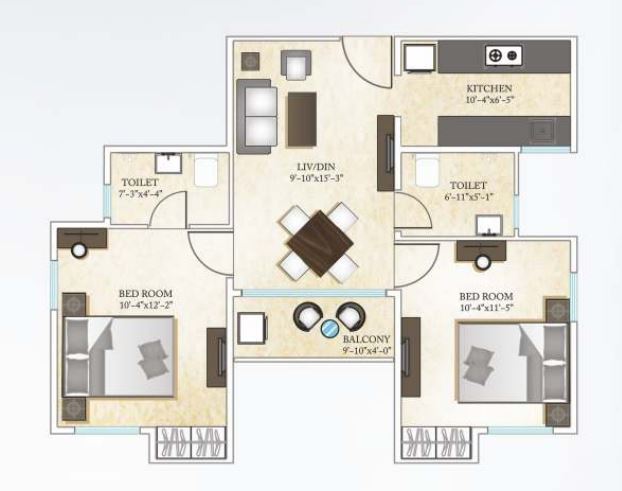 KITCHEN
10'-4"x6'-5"
LIV/DIN
9'-10"x15'-3"
TOILET
7'-3"x4'-4"
TOILET
6'-11"x5'-1"
BED ROOM
10'-4"x12'-2"
BED ROOM
10'-4"x11'-5"
BALCONY
9'-10"x4'-0"